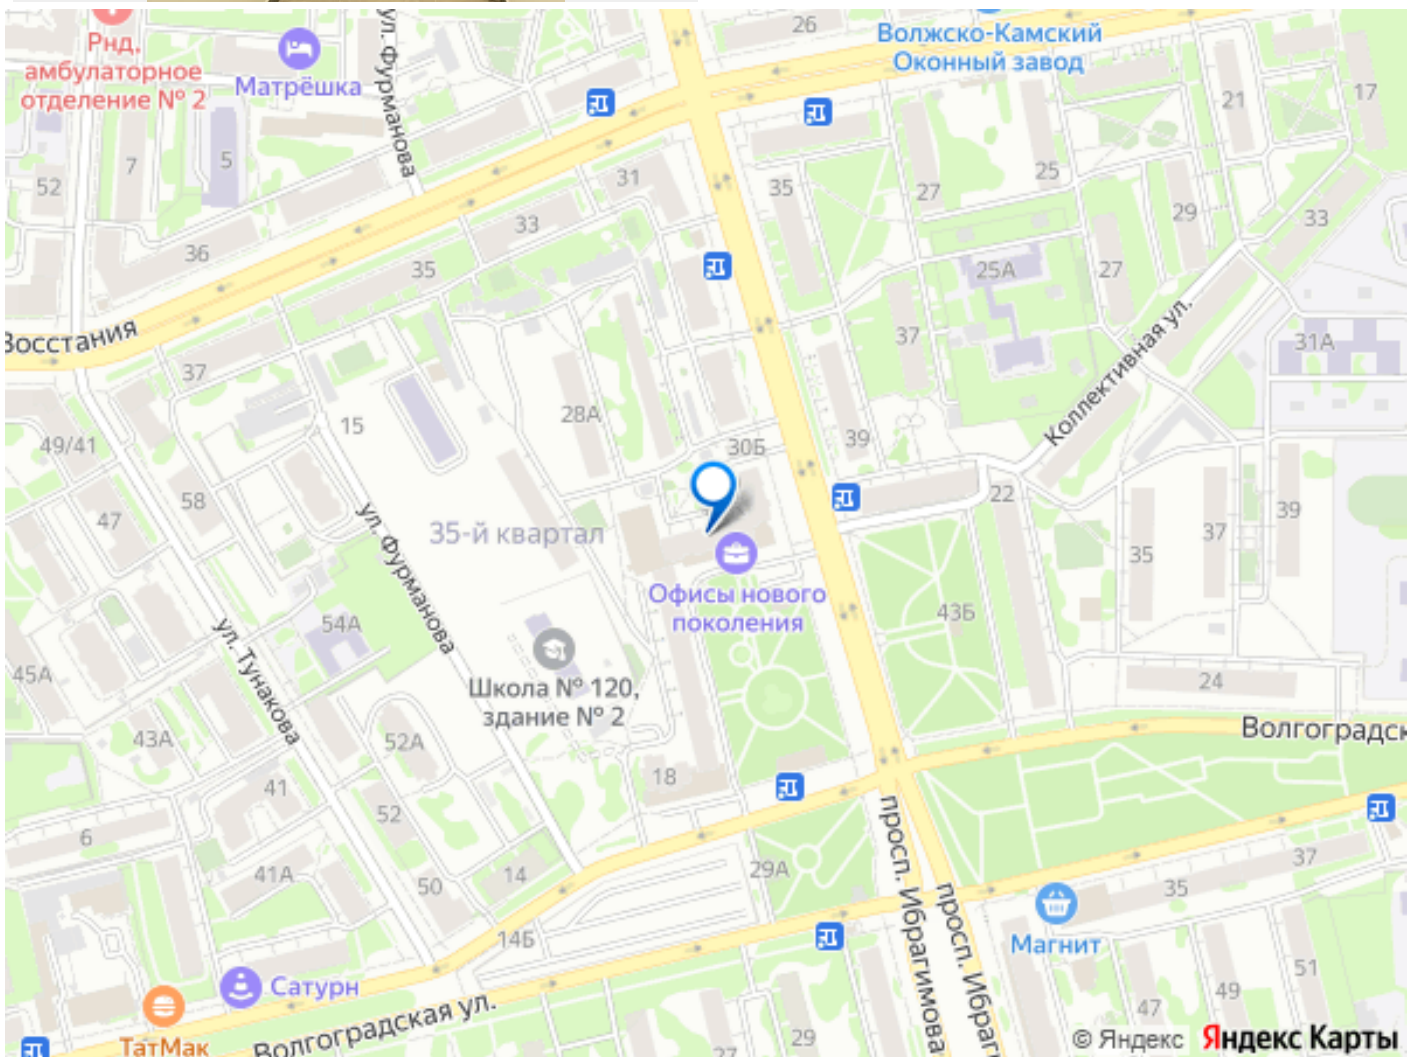 26
Волжско-Камский
Оконный завод
Рнд,
амбулаторное
отделение № 2
Матрёшка
ул. Фурманова
21
17
7
5
52
31
35
25
27
29
33
33
36
35
25А
27
Восстания
37
37
31А
Коллективная ул.
15
28А
39
30Б
49/41
58
47
22
39
37
35
35-й квартал
ул. Фурманова
Офисы нового
поколения
43Б
54А
ул. Тунакова
45А
Школа № 120,
здание № 2
24
43А
52А
Волгоградск
18
41
52
6
41А
50
14
29А
37
35
просп. Ибрагимова
просп. Ибраги
Магнит
14Б
Сатурн
51
49
47
Волгоградская ул.
29
27
ТатМак
© Яндекс Яндекс Карты